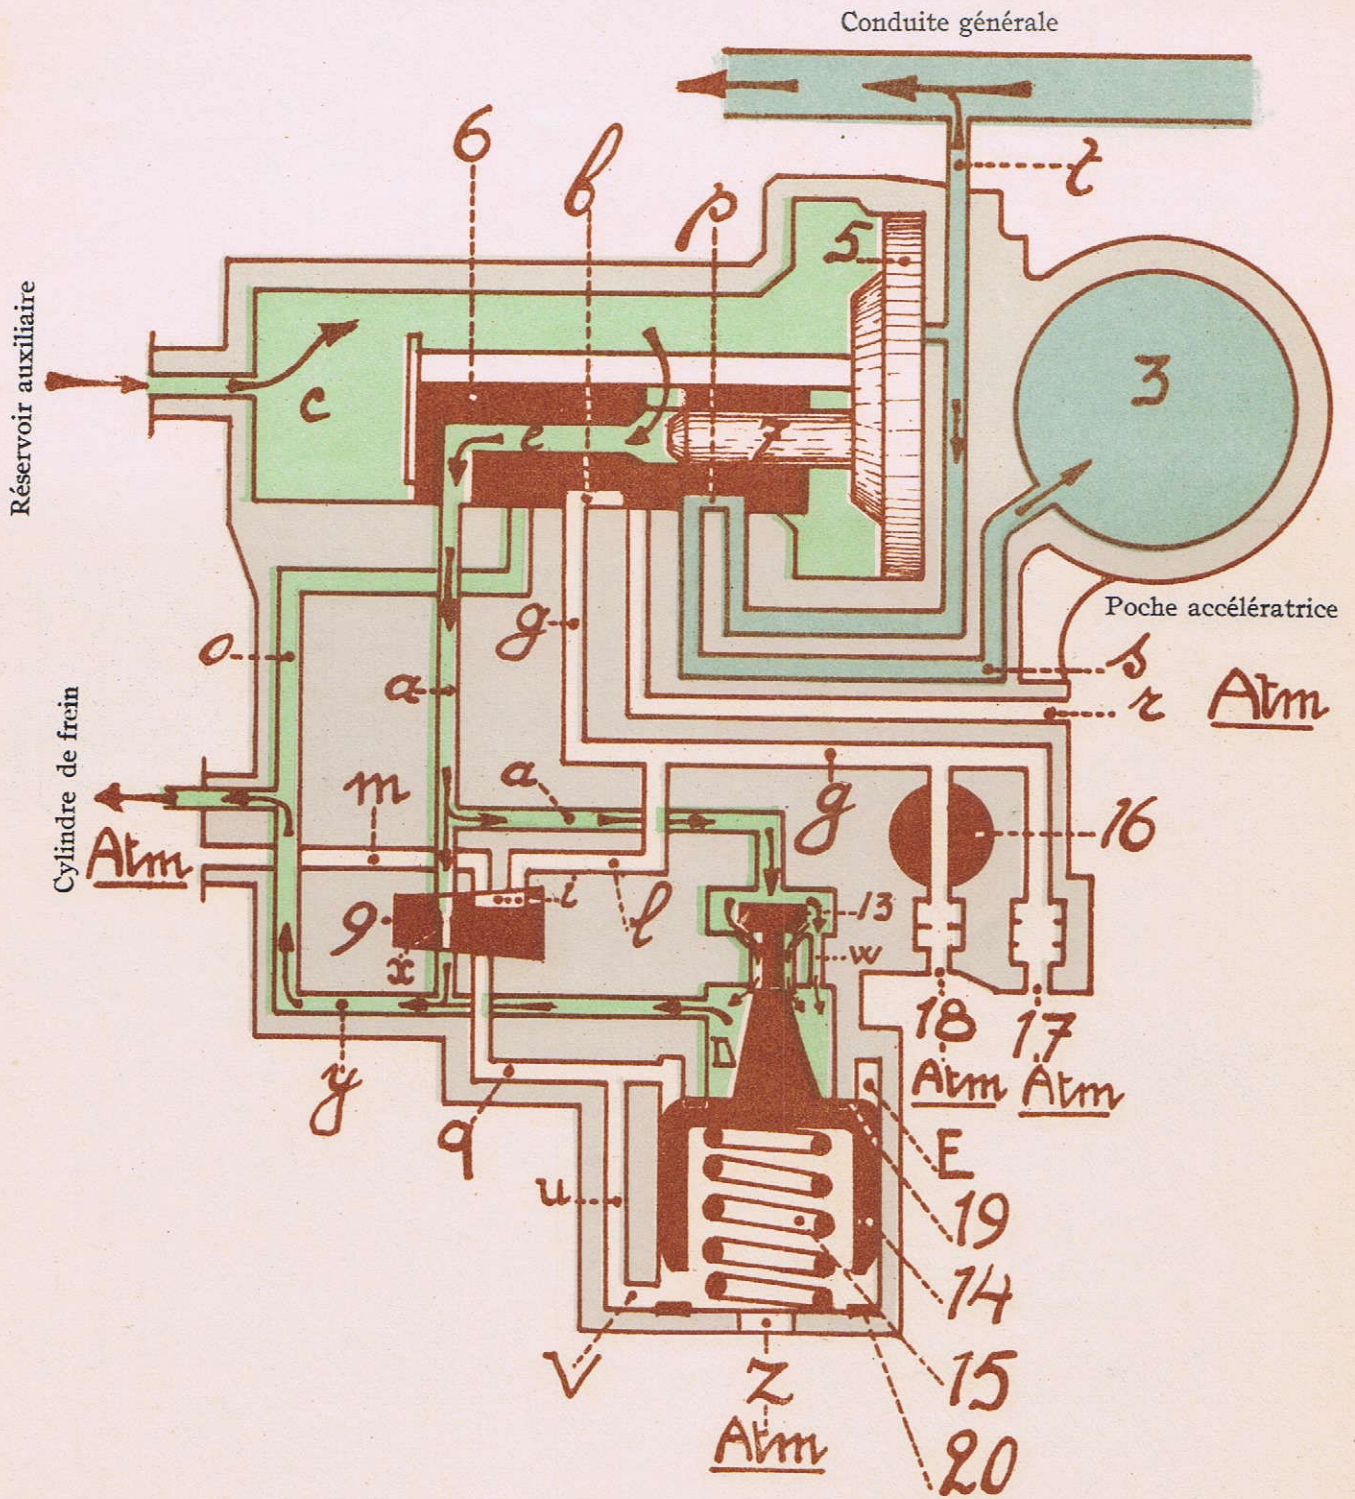 Conduite générale
6
b
p
t
5
Réservoir auxiliaire
3
c
e
7
Poche accélératrice
g
o
s
a
r
Atm
Cylindre de frein
m
a
g
16
Atm
i
9
l
13
x
w
18
17
D
y
Atm
Atm
q
E
u
19
14
V
Z
15
Atm
20